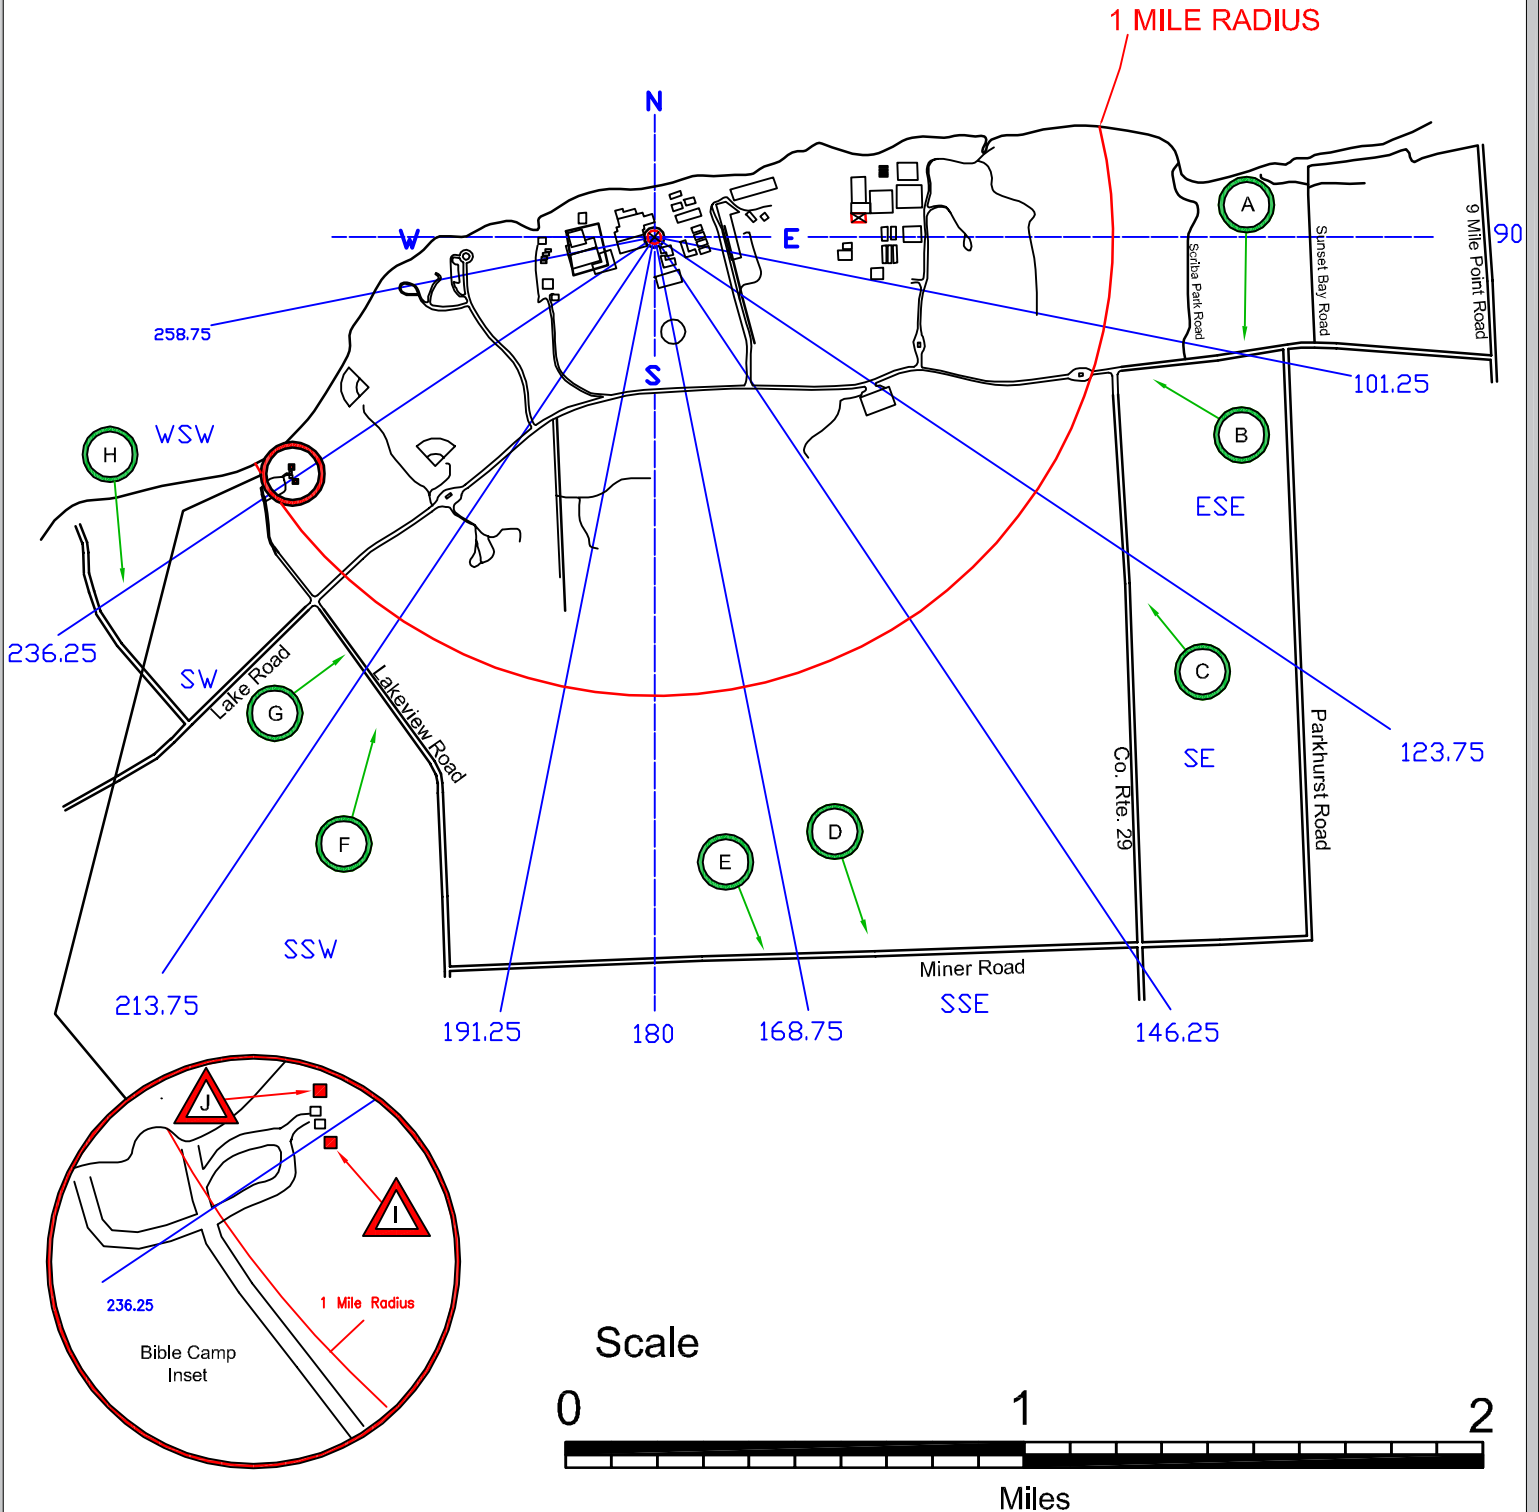 1 MILE RADIUS
N
W
E
S
90
A
9 Mile Point Road
Sunset Bay Road
Scriba Park Road
258.75
101.25
WSW
H
B
ESE
236.25
SW
Lake Road
G
Lakeview Road
C
SE
123.75
Parkhurst Road
Co. Rte. 29
F
E
D
SSW
Miner Road
SSE
213.75
191.25
180
168.75
146.25
J
I
236.25
1 Mile Radius
Bible Camp
Inset
Scale
0
1
2
Miles